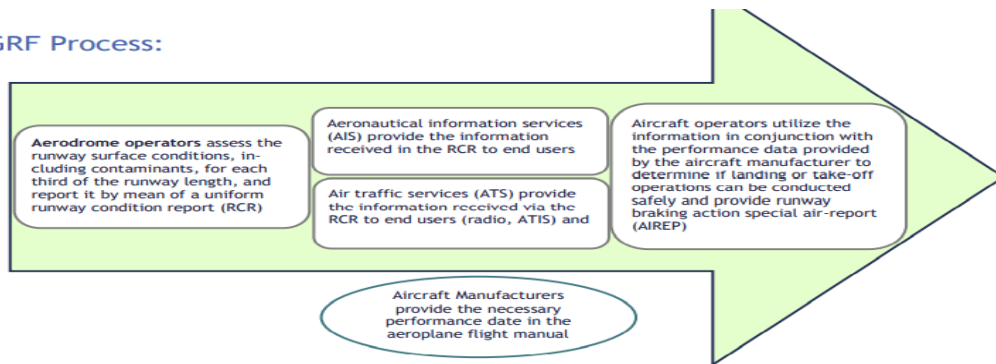 GRF Process:
Aerodrome operators assess the
runway surface conditions, in-
cluding contaminants, for each
third of the runway length, and
report it by mean of a uniform
runway condition report (RCR)
Aeronautical information services
(AIS) provide the information
received in the RCR to end users
Air traffic services (ATS) provide
the information received via the
RCR to end users (radio, ATIS) and
Aircraft operators utilize the
information in conjunction with
the performance data provided
by the aircraft manufacturer to
determine if landing or take-off
operations can be conducted
safely and provide runway
braking action special air-report
(AIREP)
Aircraft Manufacturers
provide the necessary
performance date in the
aeroplane flight manual